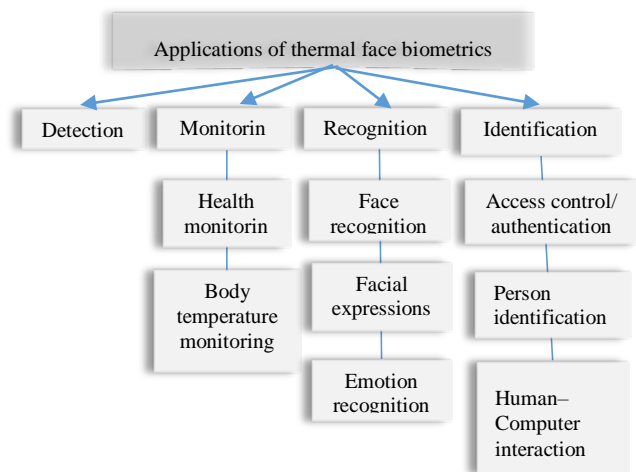 Applications of thermal face biometrics
Detection
Monitorin
Recognition
Identification
Health
monitorin
Face
recognition
Access control/
authentication
Body
temperature
monitoring
Facial
expressions
Person
identification
Emotion
recognition
Human–
Computer
interaction